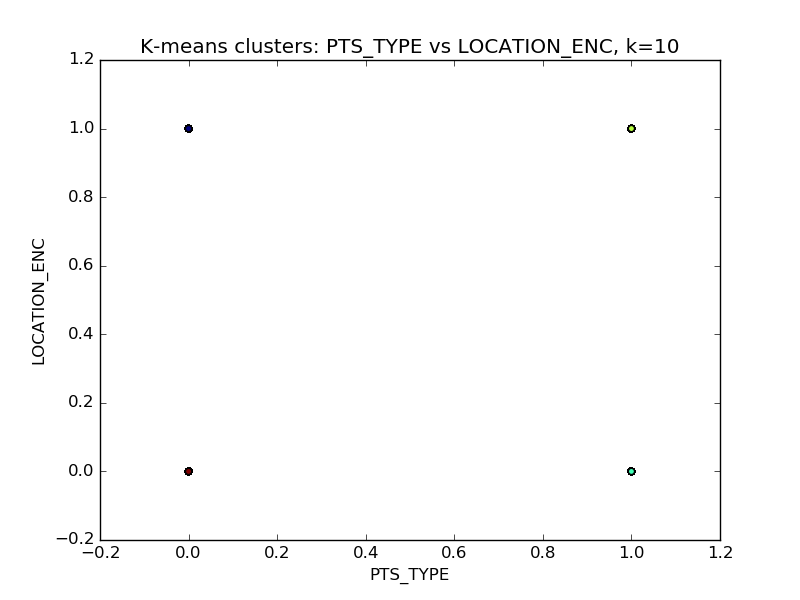 K-means clusters: PTS_TYPE vs LOCATION_ENC, k=10
1.2
1.0
0.8
0.6
0.4
0.2
0.0
−0.2
LOCATION_ENC
−0.2 0.0 0.2 0.4 0.6 0.8 1.0 1.2
PTS_TYPE